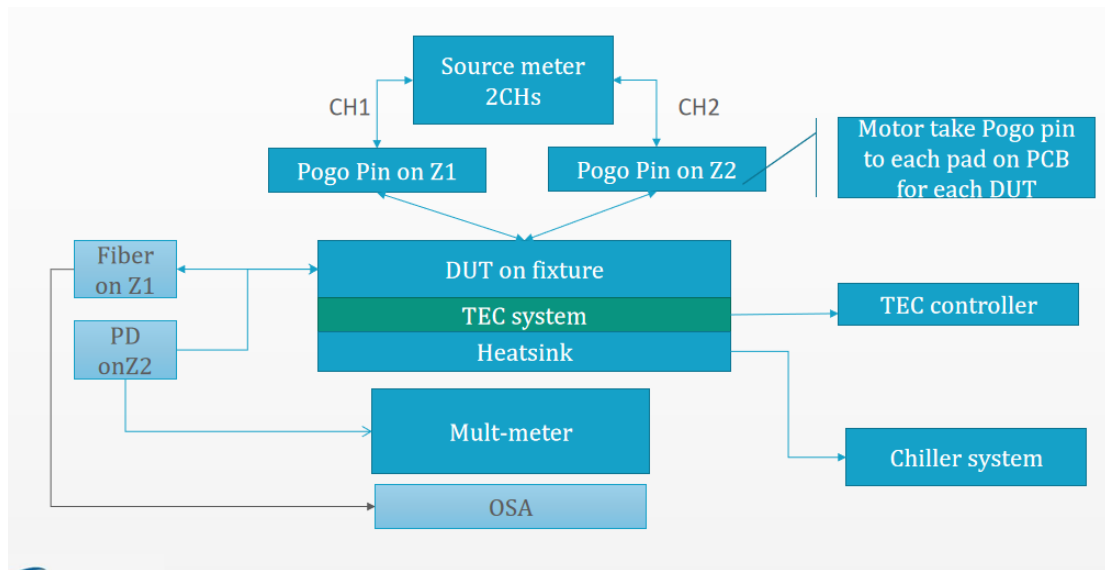 Source meter
2CHs
CH1
CH2
Pogo Pin on Z1
Pogo Pin on Z2
Motor take Pogo pin
to each pad on PCB
for each DUT
Fiber
on Z1
DUT on fixture
TEC system
TEC controller
PD
onZ2
Heatsink
Mult-meter
Chiller system
OSA